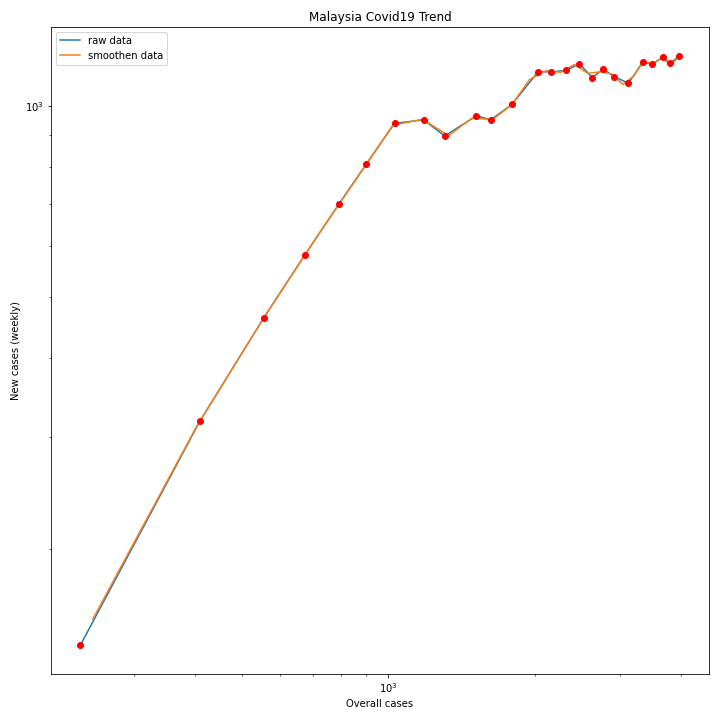 Malaysia Covid19 Trend
raw data
smoothen data
10³
New cases (weekly)
10³
Overall cases